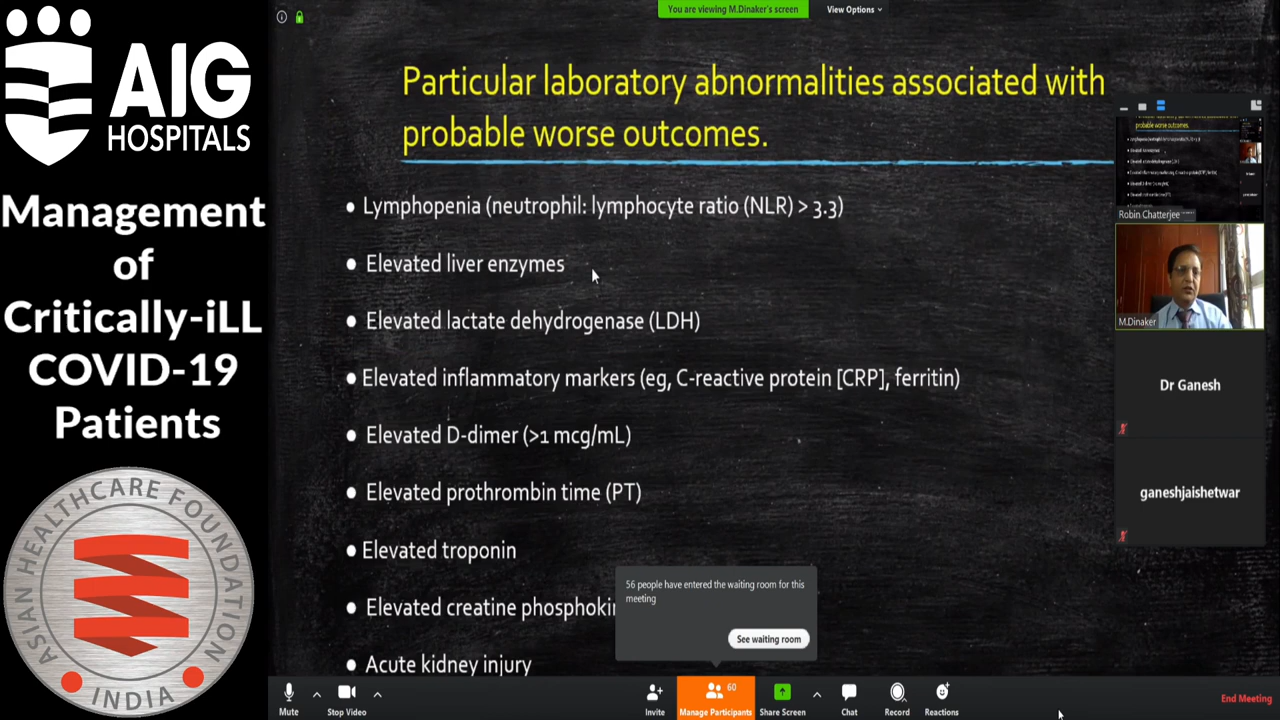 AIG
HOSPITALS
Management
of
Critically-iLL
COVID-19
Patients
ASIAN HEALTHCARE FOUNDATION
INDIA
You are viewing M.Dinaker's screen
View Options
Particular laboratory abnormalities associated with
probable worse outcomes.
• Lymphopenia (neutrophil: lymphocyte ratio (NLR) > 3.3)
• Elevated liver enzymes
• Elevated lactate dehydrogenase (LDH)
• Elevated inflammatory markers (eg, C-reactive protein [CRP], ferritin)
• Elevated D-dimer (>1 mcg/mL)
• Elevated prothrombin time (PT)
• Elevated troponin
• Elevated creatine phosphokin
• Acute kidney injury
56 people have entered the waiting room for this
meeting
See waiting room
probable worse outcomes.
Robin Chatterjee
M.Dinaker
Dr Ganesh
ganeshjaishetwar
Mute
Stop Video
Invite
60
Manage Participants
Share Screen
Chat
Record
Reactions
End Meeting